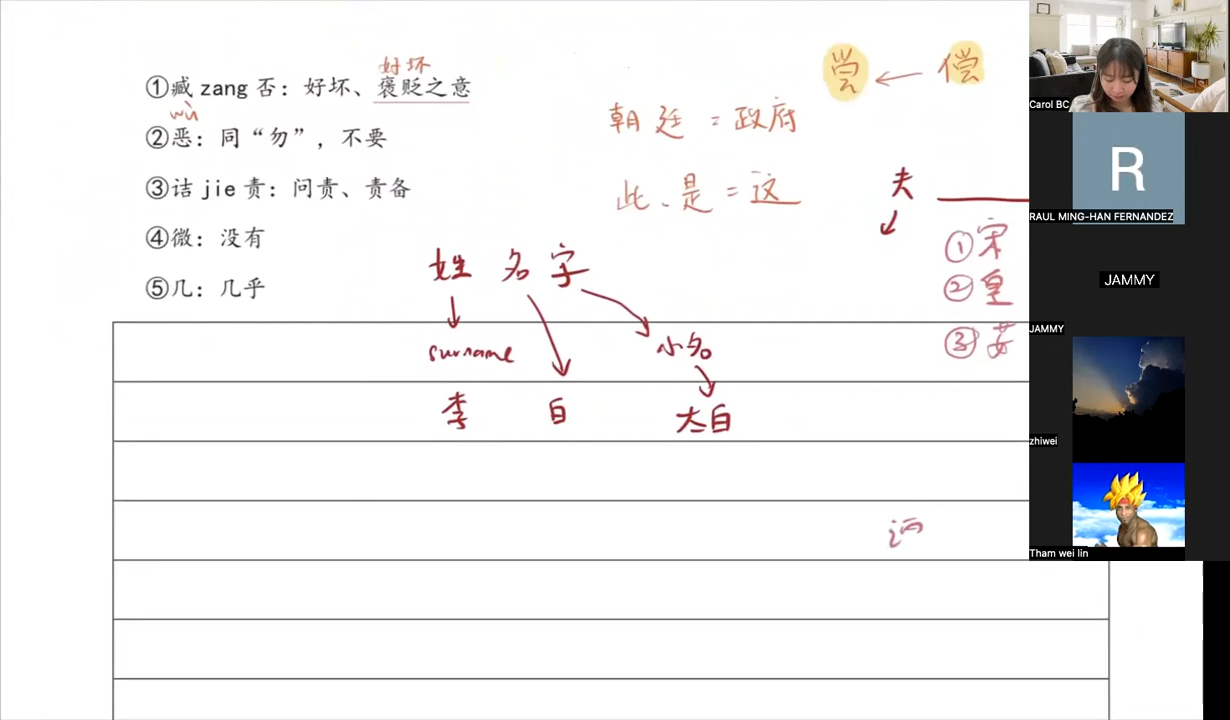 好坏
①臧 zang 否：好坏、褒贬之意
wù
②恶：同“勿”，不要
③诘 jie 责：问责、责备
④微：没有
⑤几：几乎
尝 ← 偿
朝廷 = 政府
此、是 = 这
夫
①宋
②皇
③
姓 名 字
surname
小名
李 白 太白
Carol BC
R
RAUL MING-HAN FERNANDEZ
JAMMY
JAMMY
zhiwei
Tham wei lin